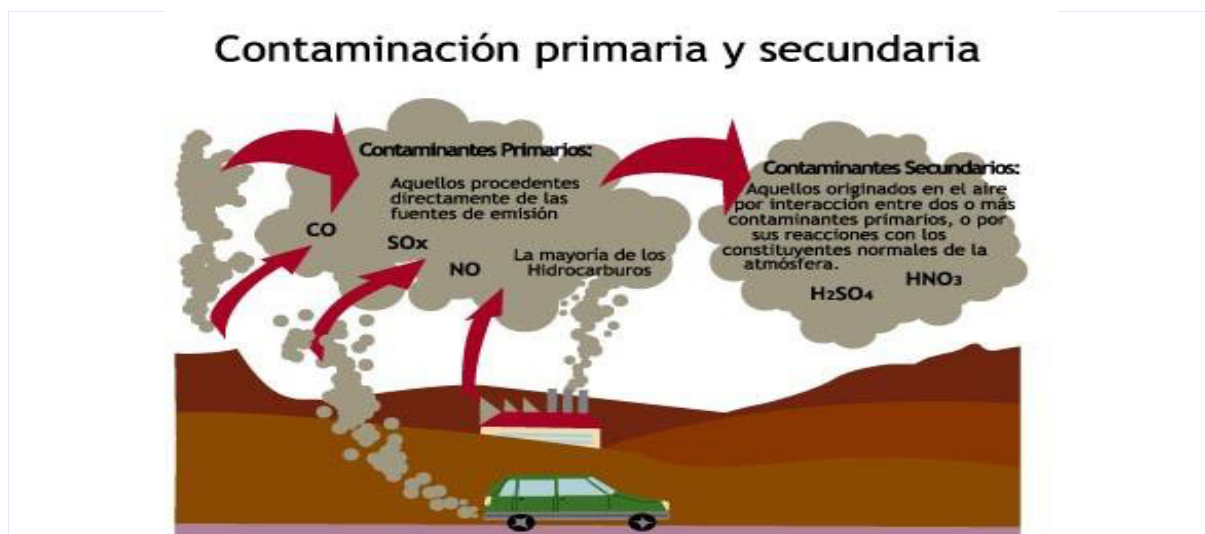 Contaminación primaria y secundaria
Contaminantes Primarios:
Aquellos procedentes
directamente de las
fuentes de emisión
CO
SOx
NO
La mayoría de los
Hidrocarburos
Contaminantes Secundarios:
Aquellos originados en el aire
por interacción entre dos o más
contaminantes primarios, o por
sus reacciones con los
constituyentes normales de la
atmósfera.
H₂SO₄
HNO₃